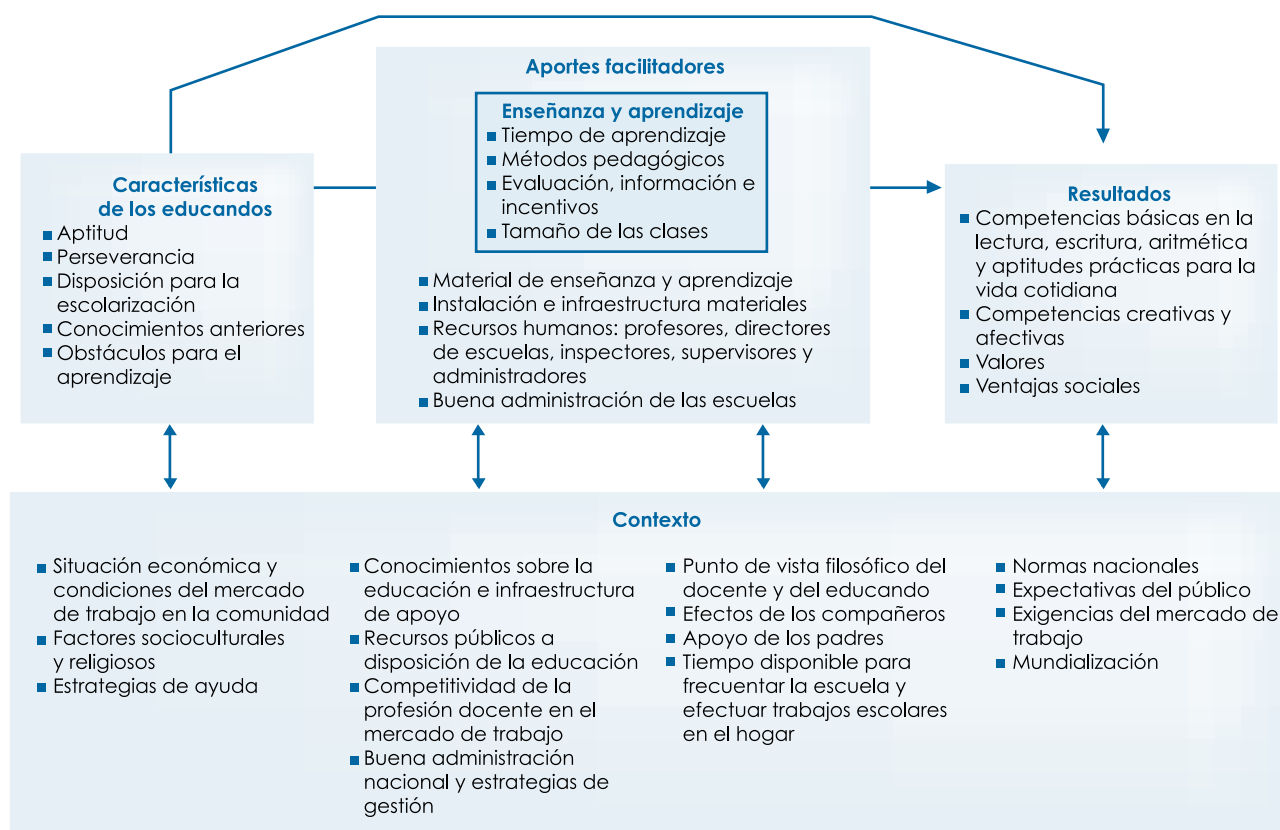 Aportes facilitadores
Enseñanza y aprendizaje
■ Tiempo de aprendizaje
■ Métodos pedagógicos
■ Evaluación, información e
incentivos
■ Tamaño de las clases
■ Material de enseñanza y aprendizaje
■ Instalación e infraestructura materiales
■ Recursos humanos: profesores, directores
de escuelas, inspectores, supervisores y
administradores
■ Buena administración de las escuelas
Características
de los educandos
■ Aptitud
■ Perseverancia
■ Disposición para la
escolarización
■ Conocimientos anteriores
■ Obstáculos para el
aprendizaje
Resultados
■ Competencias básicas en la
lectura, escritura, aritmética
y aptitudes prácticas para la
vida cotidiana
■ Competencias creativas y
afectivas
■ Valores
■ Ventajas sociales
Contexto
■ Situación económica y
condiciones del mercado
de trabajo en la comunidad
■ Factores socioculturales
y religiosos
■ Estrategias de ayuda
■ Conocimientos sobre la
educación e infraestructura
de apoyo
■ Recursos públicos a
disposición de la educación
■ Competitividad de la
profesión docente en el
mercado de trabajo
■ Buena administración
nacional y estrategias de
gestión
■ Punto de vista filosófico del
docente y del educando
■ Efectos de los compañeros
■ Apoyo de los padres
■ Tiempo disponible para
frecuentar la escuela y
efectuar trabajos escolares
en el hogar
■ Normas nacionales
■ Expectativas del público
■ Exigencias del mercado de
trabajo
■ Mundialización